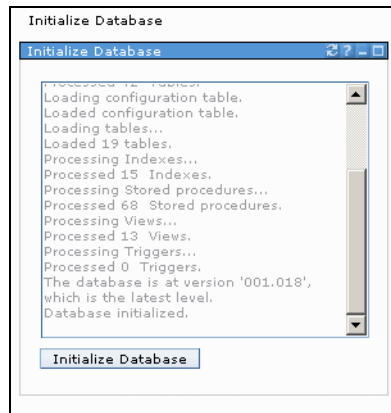 Initialize Database
Initialize Database
Loading configuration table.
Loaded configuration table.
Loading tables...
Loaded 19 tables.
Processing Indexes...
Processed 15  Indexes.
Processing Stored procedures...
Processed 68  Stored procedures.
Processing Views...
Processed 13  Views.
Processing Triggers...
Processed 0  Triggers.
The database is at version '001.018',
which is the latest level.
Database initialized.
Initialize Database